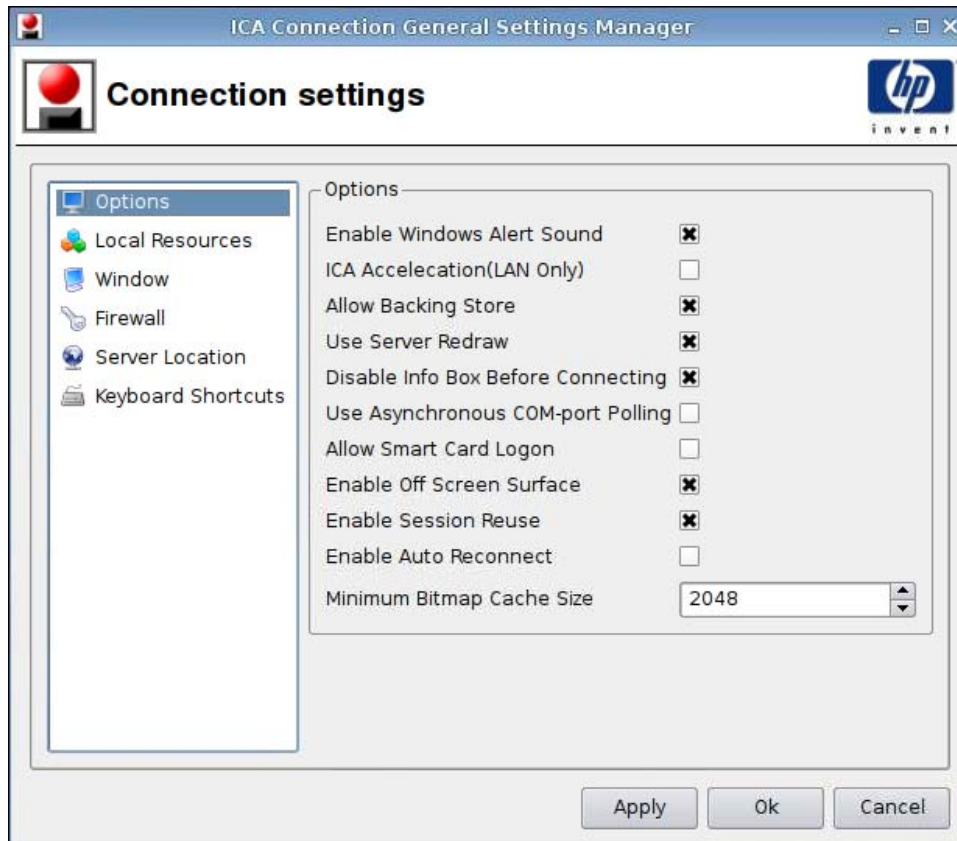 ICA Connection General Settings Manager
Connection settings
hp
invent
Options
Local Resources
Window
Firewall
Server Location
Keyboard Shortcuts
Options
Enable Windows Alert Sound
ICA Accelecation(LAN Only)
Allow Backing Store
Use Server Redraw
Disable Info Box Before Connecting
Use Asynchronous COM-port Polling
Allow Smart Card Logon
Enable Off Screen Surface
Enable Session Reuse
Enable Auto Reconnect
Minimum Bitmap Cache Size 2048
Apply Ok Cancel